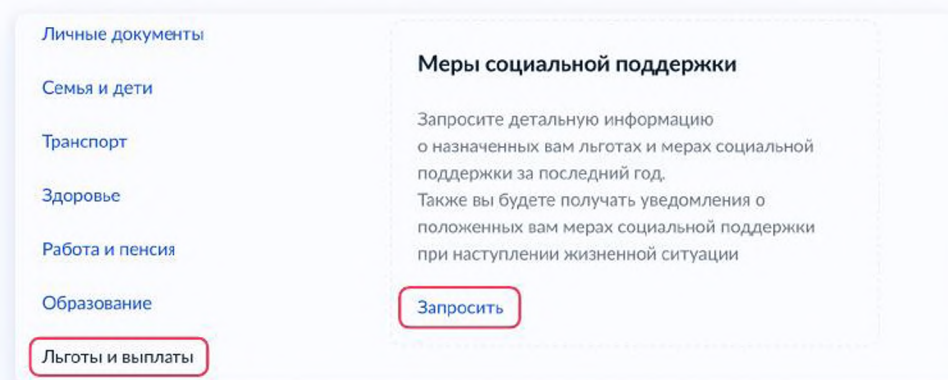 Личные документы
Семья и дети
Транспорт
Здоровье
Работа и пенсия
Образование
Льготы и выплаты
Меры социальной поддержки
Запросите детальную информацию
о назначенных вам льготах и мерах социальной
поддержки за последний год.
Также вы будете получать уведомления о
положенных вам мерах социальной поддержки
при наступлении жизненной ситуации
Запросить